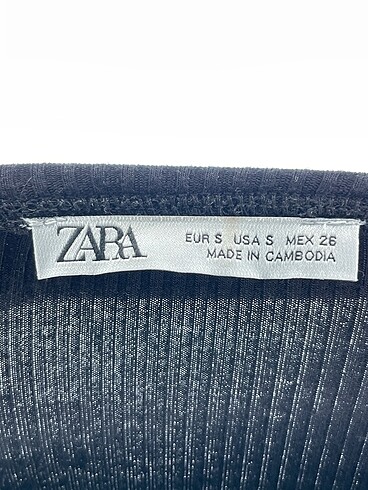 ZARA
EUR S USA S MEX 26
MADE IN CAMBODIA